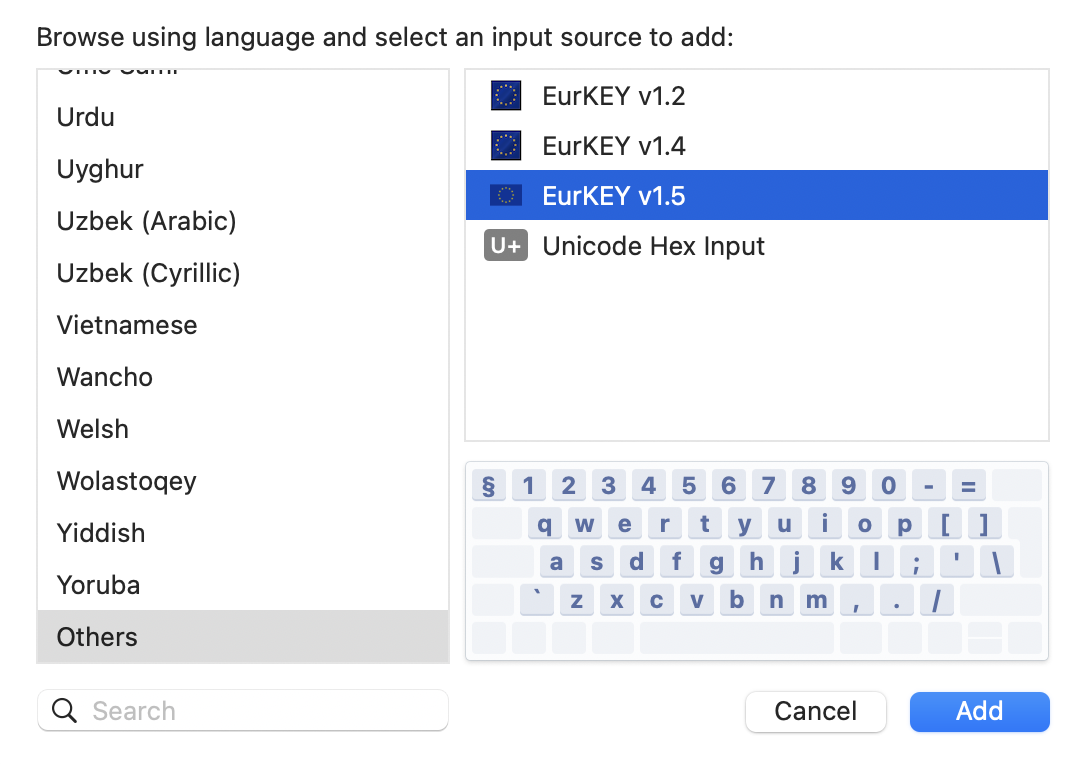 Browse using language and select an input source to add:
Urdu
Uyghur
Uzbek (Arabic)
Uzbek (Cyrillic)
Vietnamese
Wancho
Welsh
Wolastoqey
Yiddish
Yoruba
Others
EurKEY v1.2
EurKEY v1.4
EurKEY v1.5
U+ Unicode Hex Input
§ 1 2 3 4 5 6 7 8 9 0 - =
q w e r t y u i o p [ ]
a s d f g h j k l ; ' \
` z x c v b n m , . /
Search
Cancel
Add